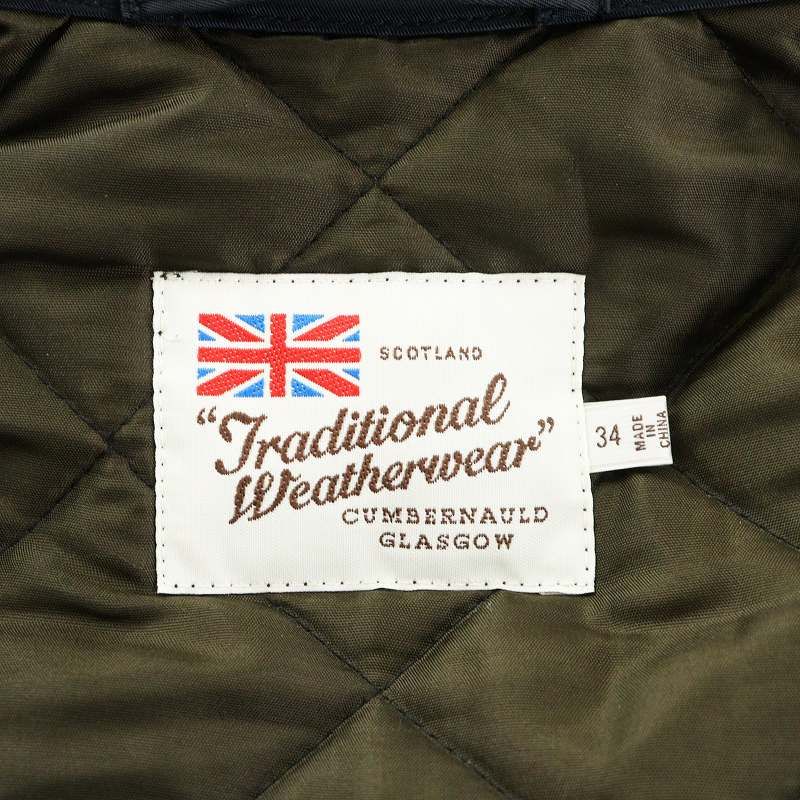 SCOTLAND
"Traditional
Weatherwear"
CUMBERNAULD
GLASGOW
34
MADE
IN
CHINA